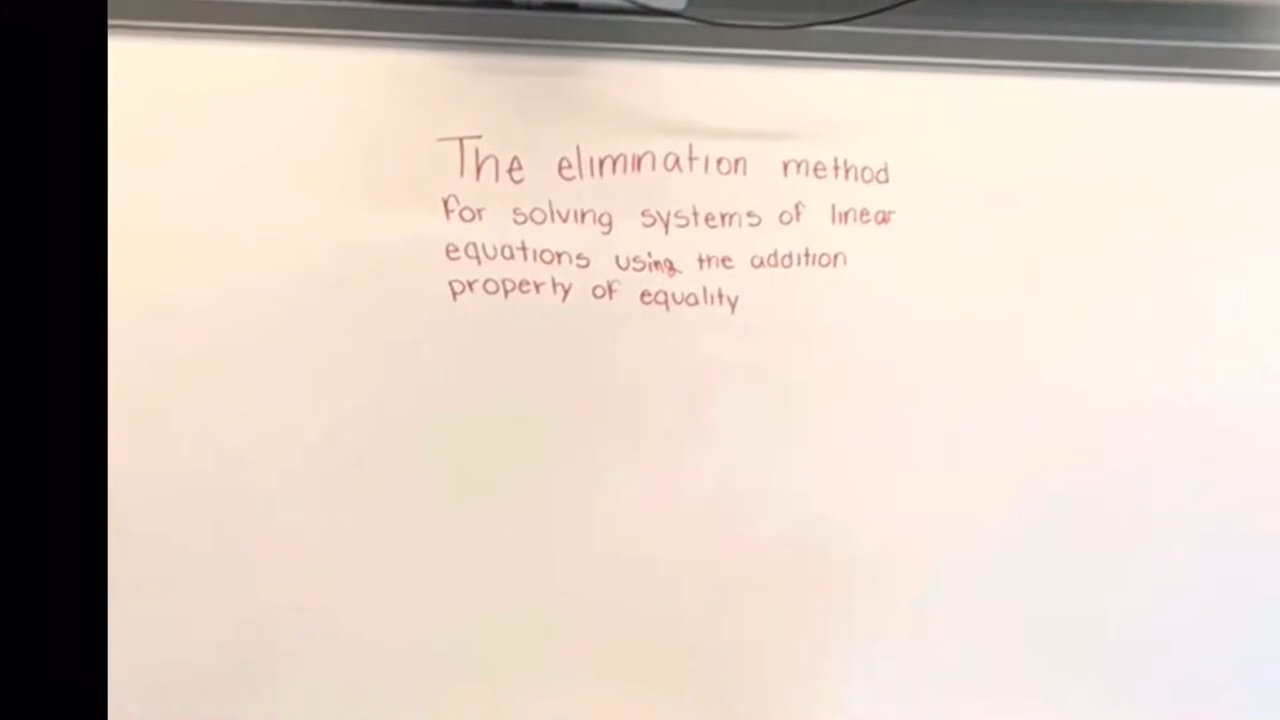 The elimination method
for solving systems of linear
equations using the addition
property of equality